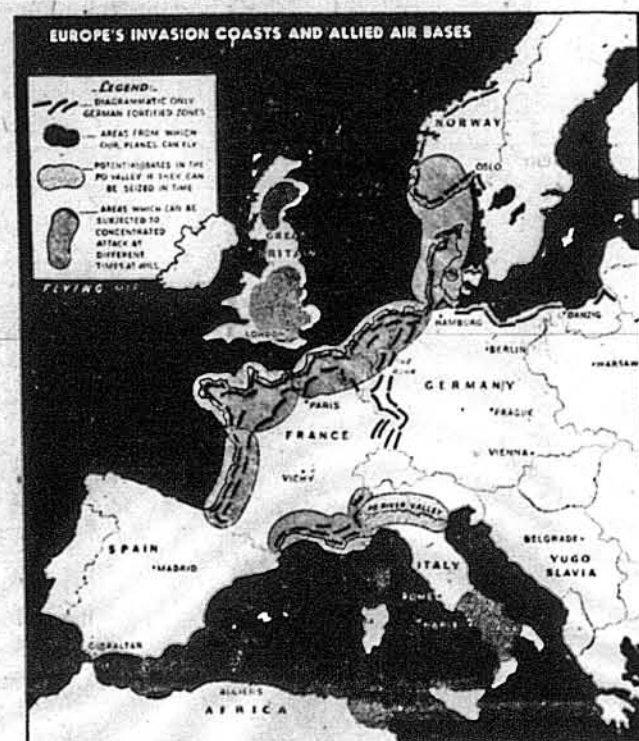 EUROPE'S INVASION COASTS AND ALLIED AIR BASES
LEGEND:
DIAGRAMMATIC ONLY
GERMAN FORTIFIED ZONES
AREAS FROM WHICH
OUR PLANES CAN FLY
POTENTIAL BASES IN THE
PO VALLEY IF THEY CAN
BE SEIZED IN TIME
AREAS WHICH CAN BE
SUBJECTED TO
CONCENTRATED
ATTACK AT
DIFFERENT
TIMES AT WILL
FLYING
NORWAY
OSLO
GREAT
BRITAIN
LONDON
HAMBURG
DANZIG
BERLIN
WARSAW
GERMANY
PARIS
PRAGUE
FRANCE
VIENNA
VICHY
PO RIVER VALLEY
SPAIN
MADRID
ITALY
BELGRADE
YUGO
SLAVIA
ROME
GIBRALTAR
AFRICA